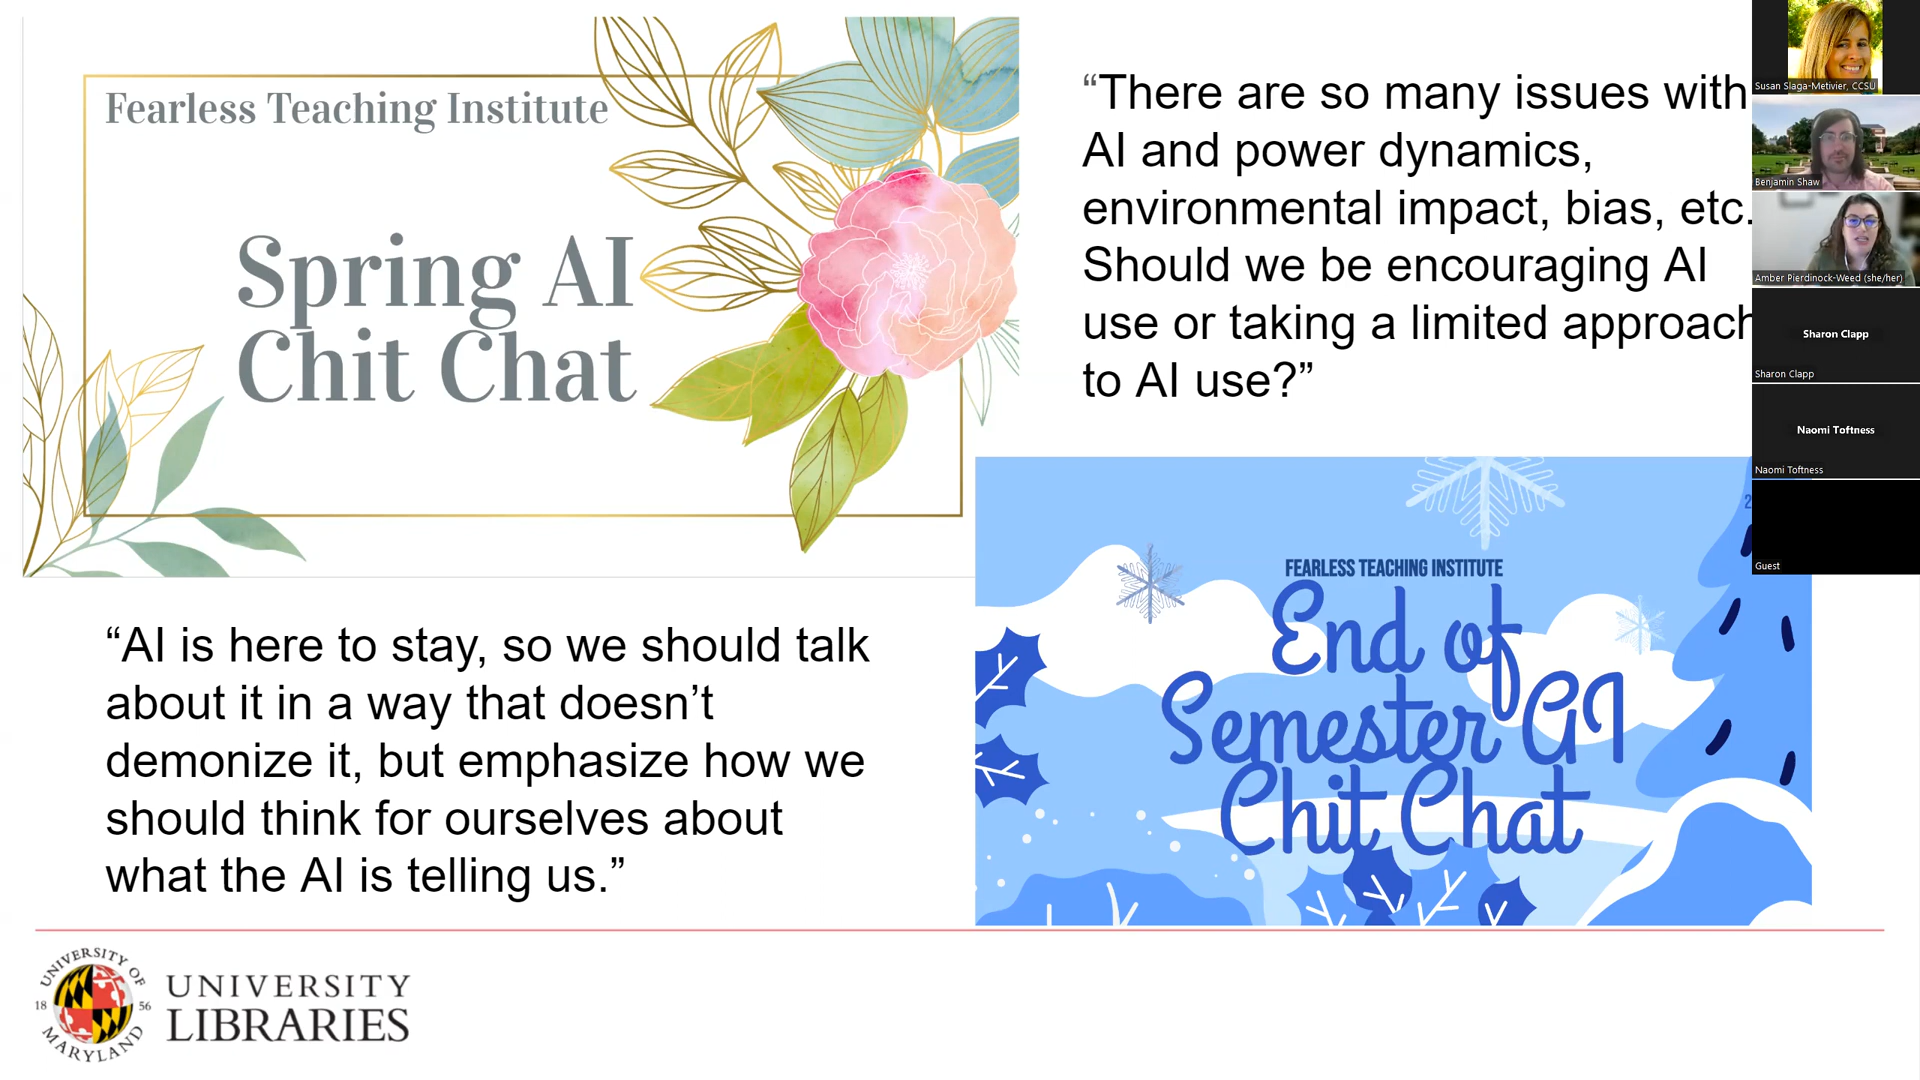 Fearless Teaching Institute
Spring AI
Chit Chat
“There are so many issues with
AI and power dynamics,
environmental impact, bias, etc.
Should we be encouraging AI
use or taking a limited approach
to AI use?”
“AI is here to stay, so we should talk
about it in a way that doesn’t
demonize it, but emphasize how we
should think for ourselves about
what the AI is telling us.”
FEARLESS TEACHING INSTITUTE
End of
Semester AI
Chit Chat
2
UNIVERSITY OF
MARYLAND
18 56
UNIVERSITY
LIBRARIES
Susan Slaga-Metivier, CCSU
Benjamin Shaw
Amber Pierdinock-Weed (she/her)
Sharon Clapp
Sharon Clapp
Naomi Toftness
Naomi Toftness
Guest